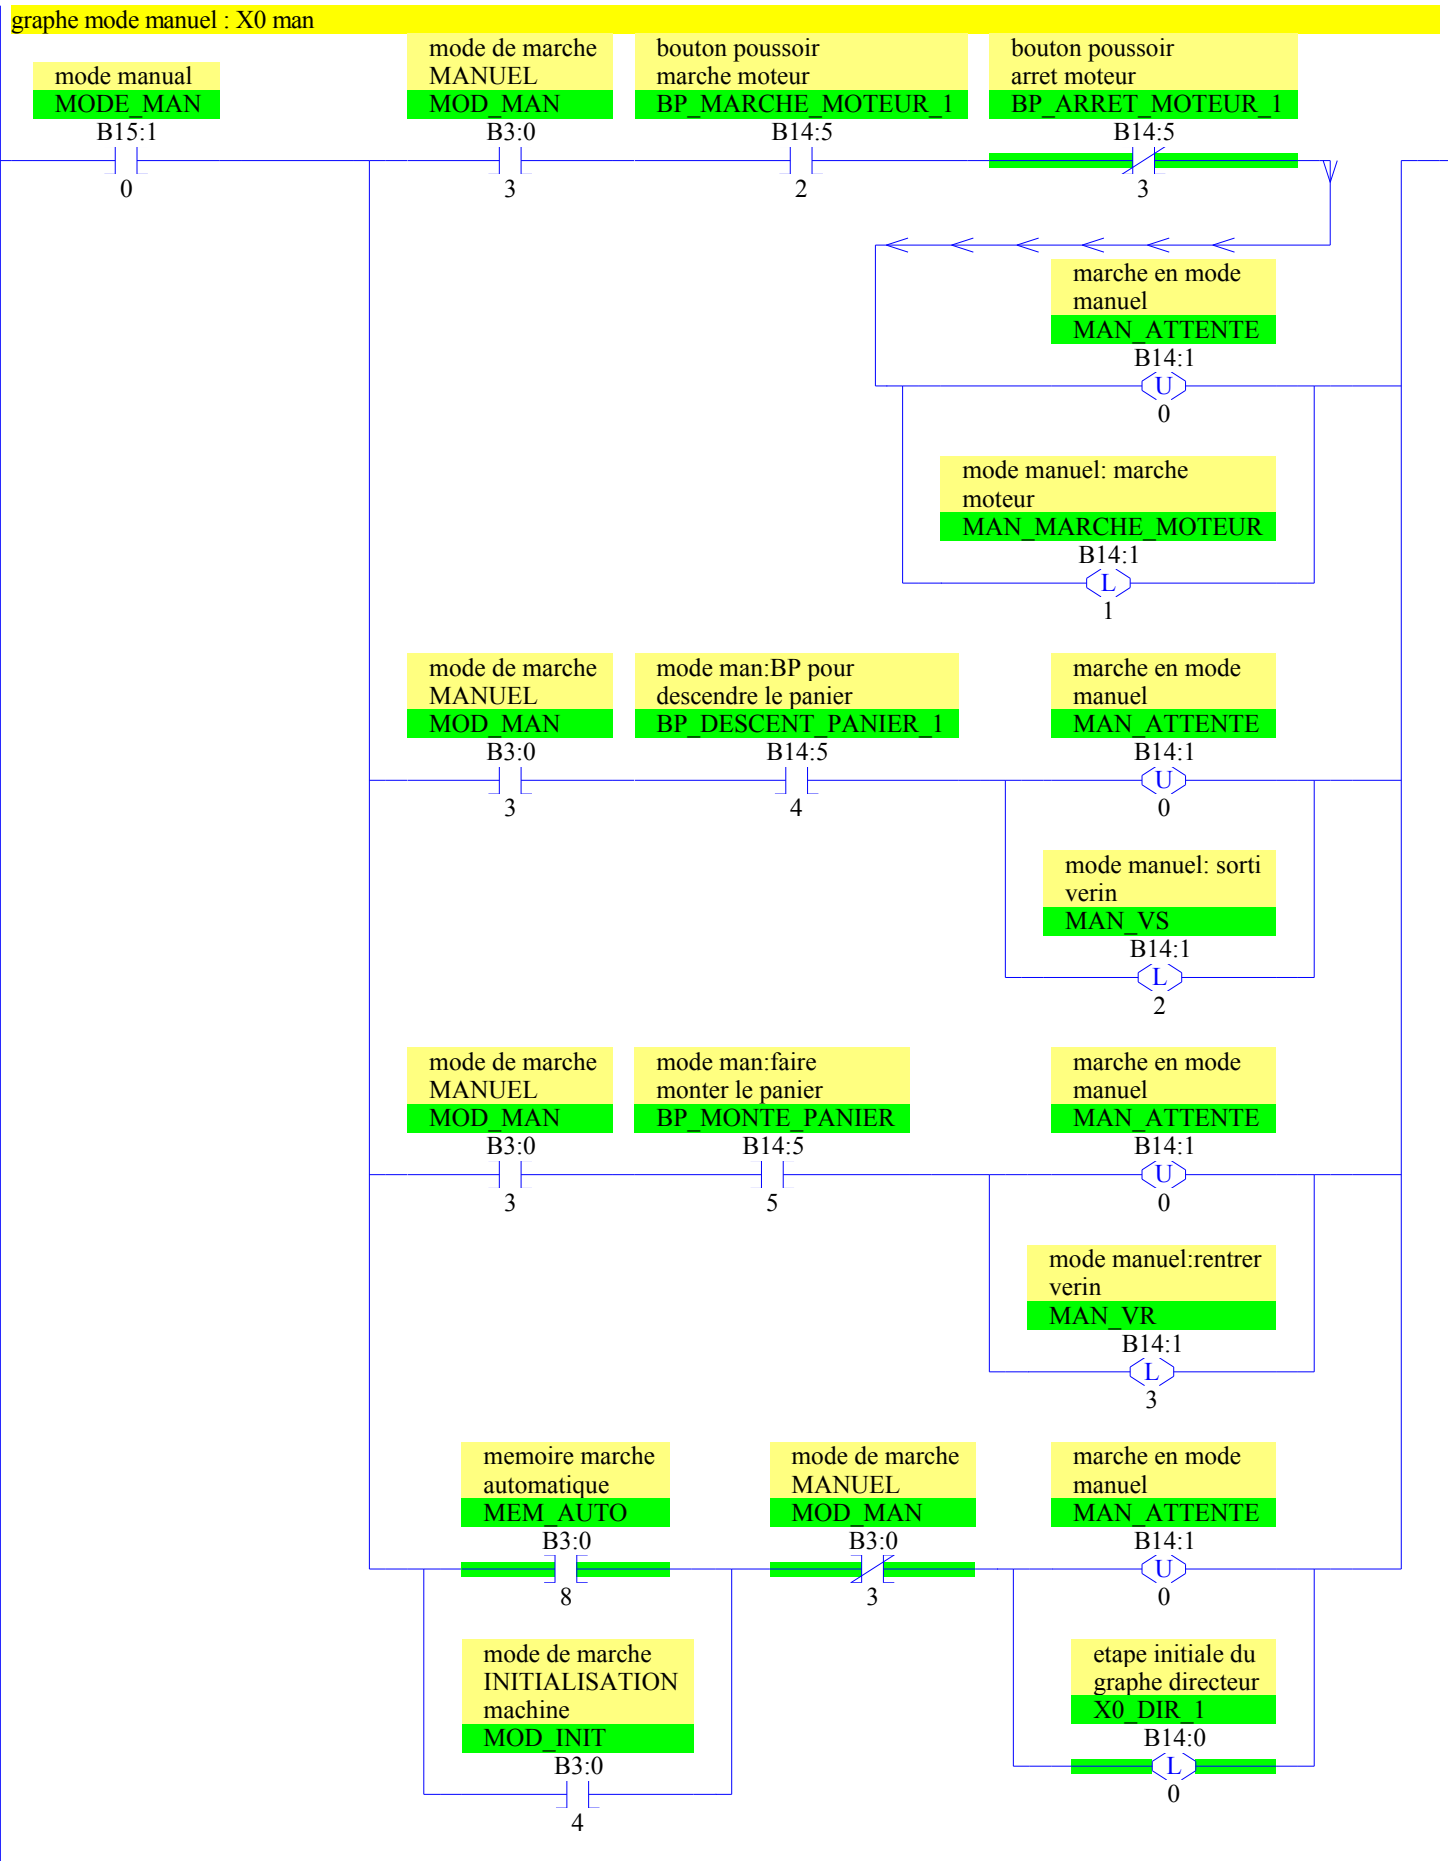 graphe mode manuel : X0 man
mode manual
MODE_MAN
B15:1
0
mode de marche
MANUEL
MOD_MAN
B3:0
3
bouton poussoir
marche moteur
BP_MARCHE_MOTEUR_1
B14:5
2
bouton poussoir
arret moteur
BP_ARRET_MOTEUR_1
B14:5
3
marche en mode
manuel
MAN_ATTENTE
B14:1
U
0
mode manuel: marche
moteur
MAN_MARCHE_MOTEUR
B14:1
L
1
mode de marche
MANUEL
MOD_MAN
B3:0
3
mode man:BP pour
descendre le panier
BP_DESCENT_PANIER_1
B14:5
4
marche en mode
manuel
MAN_ATTENTE
B14:1
U
0
mode manuel: sorti
verin
MAN_VS
B14:1
L
2
mode de marche
MANUEL
MOD_MAN
B3:0
3
mode man:faire
monter le panier
BP_MONTE_PANIER
B14:5
5
marche en mode
manuel
MAN_ATTENTE
B14:1
U
0
mode manuel:rentrer
verin
MAN_VR
B14:1
L
3
memoire marche
automatique
MEM_AUTO
B3:0
8
mode de marche
MANUEL
MOD_MAN
B3:0
3
marche en mode
manuel
MAN_ATTENTE
B14:1
U
0
mode de marche
INITIALISATION
machine
MOD_INIT
B3:0
4
etape initiale du
graphe directeur
X0_DIR_1
B14:0
L
0